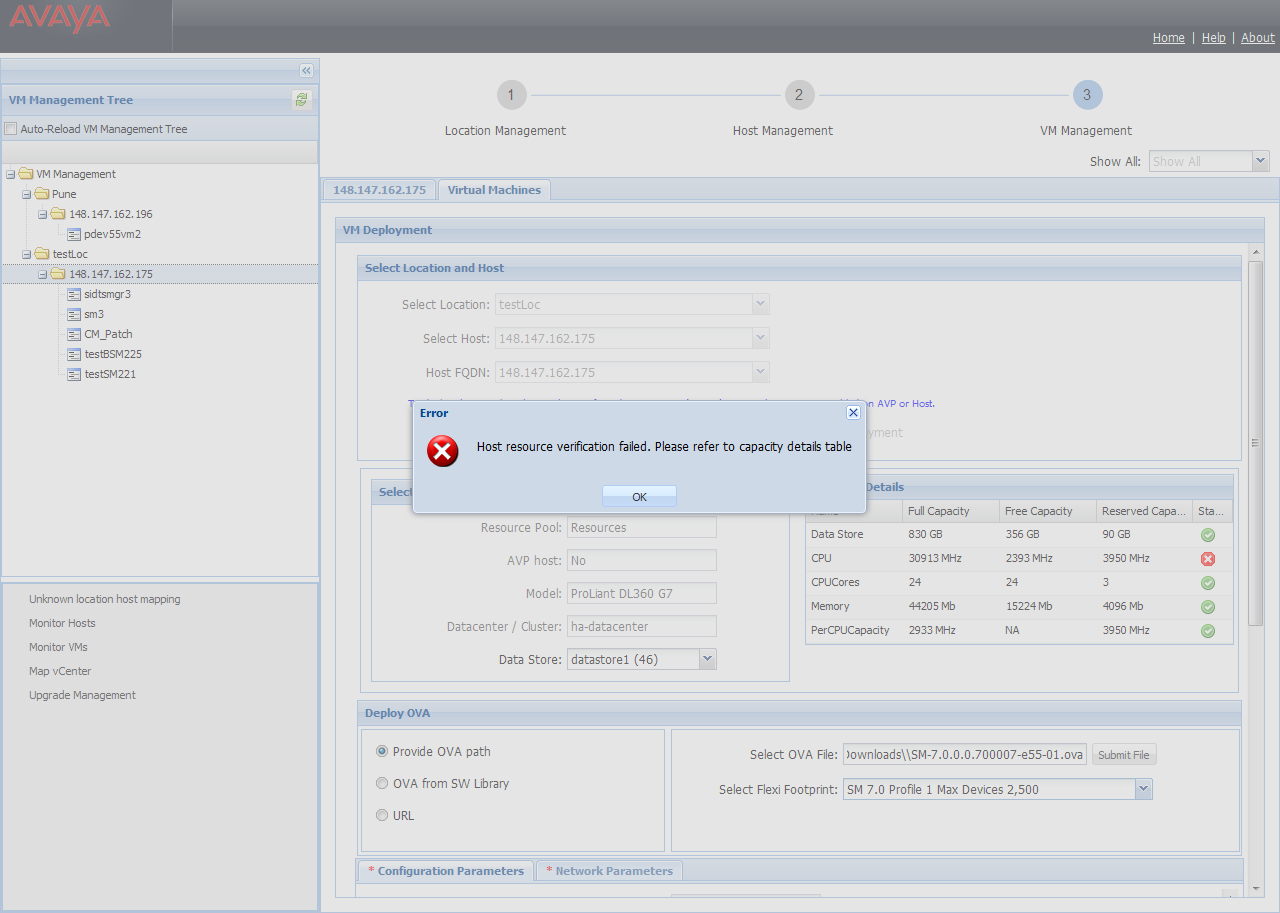 AVAYA
Home | Help | About
VM Management Tree
Auto-Reload VM Management Tree
VM Management
Pune
148.147.162.196
pdev55vm2
testLoc
148.147.162.175
sidtsmgr3
sm3
CM_Patch
testBSM225
testSM221
Unknown location host mapping
Monitor Hosts
Monitor VMs
Map vCenter
Upgrade Management
1 2 3
Location Management Host Management VM Management
Show All: Show All
148.147.162.175 Virtual Machines
VM Deployment
Select Location and Host
Select Location: testLoc
Select Host: 148.147.162.175
Host FQDN: 148.147.162.175
on AVP or Host.
Error
Host resource verification failed. Please refer to capacity details table
OK
Select
Resource Pool: Resources
AVP host: No
Model: ProLiant DL360 G7
Datacenter / Cluster: ha-datacenter
Data Store: datastore1 (46)
Details
Name Full Capacity Free Capacity Reserved Capa... Sta...
Data Store 830 GB 356 GB 90 GB
CPU 30913 MHz 2393 MHz 3950 MHz
CPUCores 24 24 3
Memory 44205 Mb 15224 Mb 4096 Mb
PerCPUCapacity 2933 MHz NA 3950 MHz
Deploy OVA
Provide OVA path
OVA from SW Library
URL
Select OVA File: Downloads\\SM-7.0.0.0.700007-e55-01.ova Submit File
Select Flexi Footprint: SM 7.0 Profile 1 Max Devices 2,500
* Configuration Parameters * Network Parameters